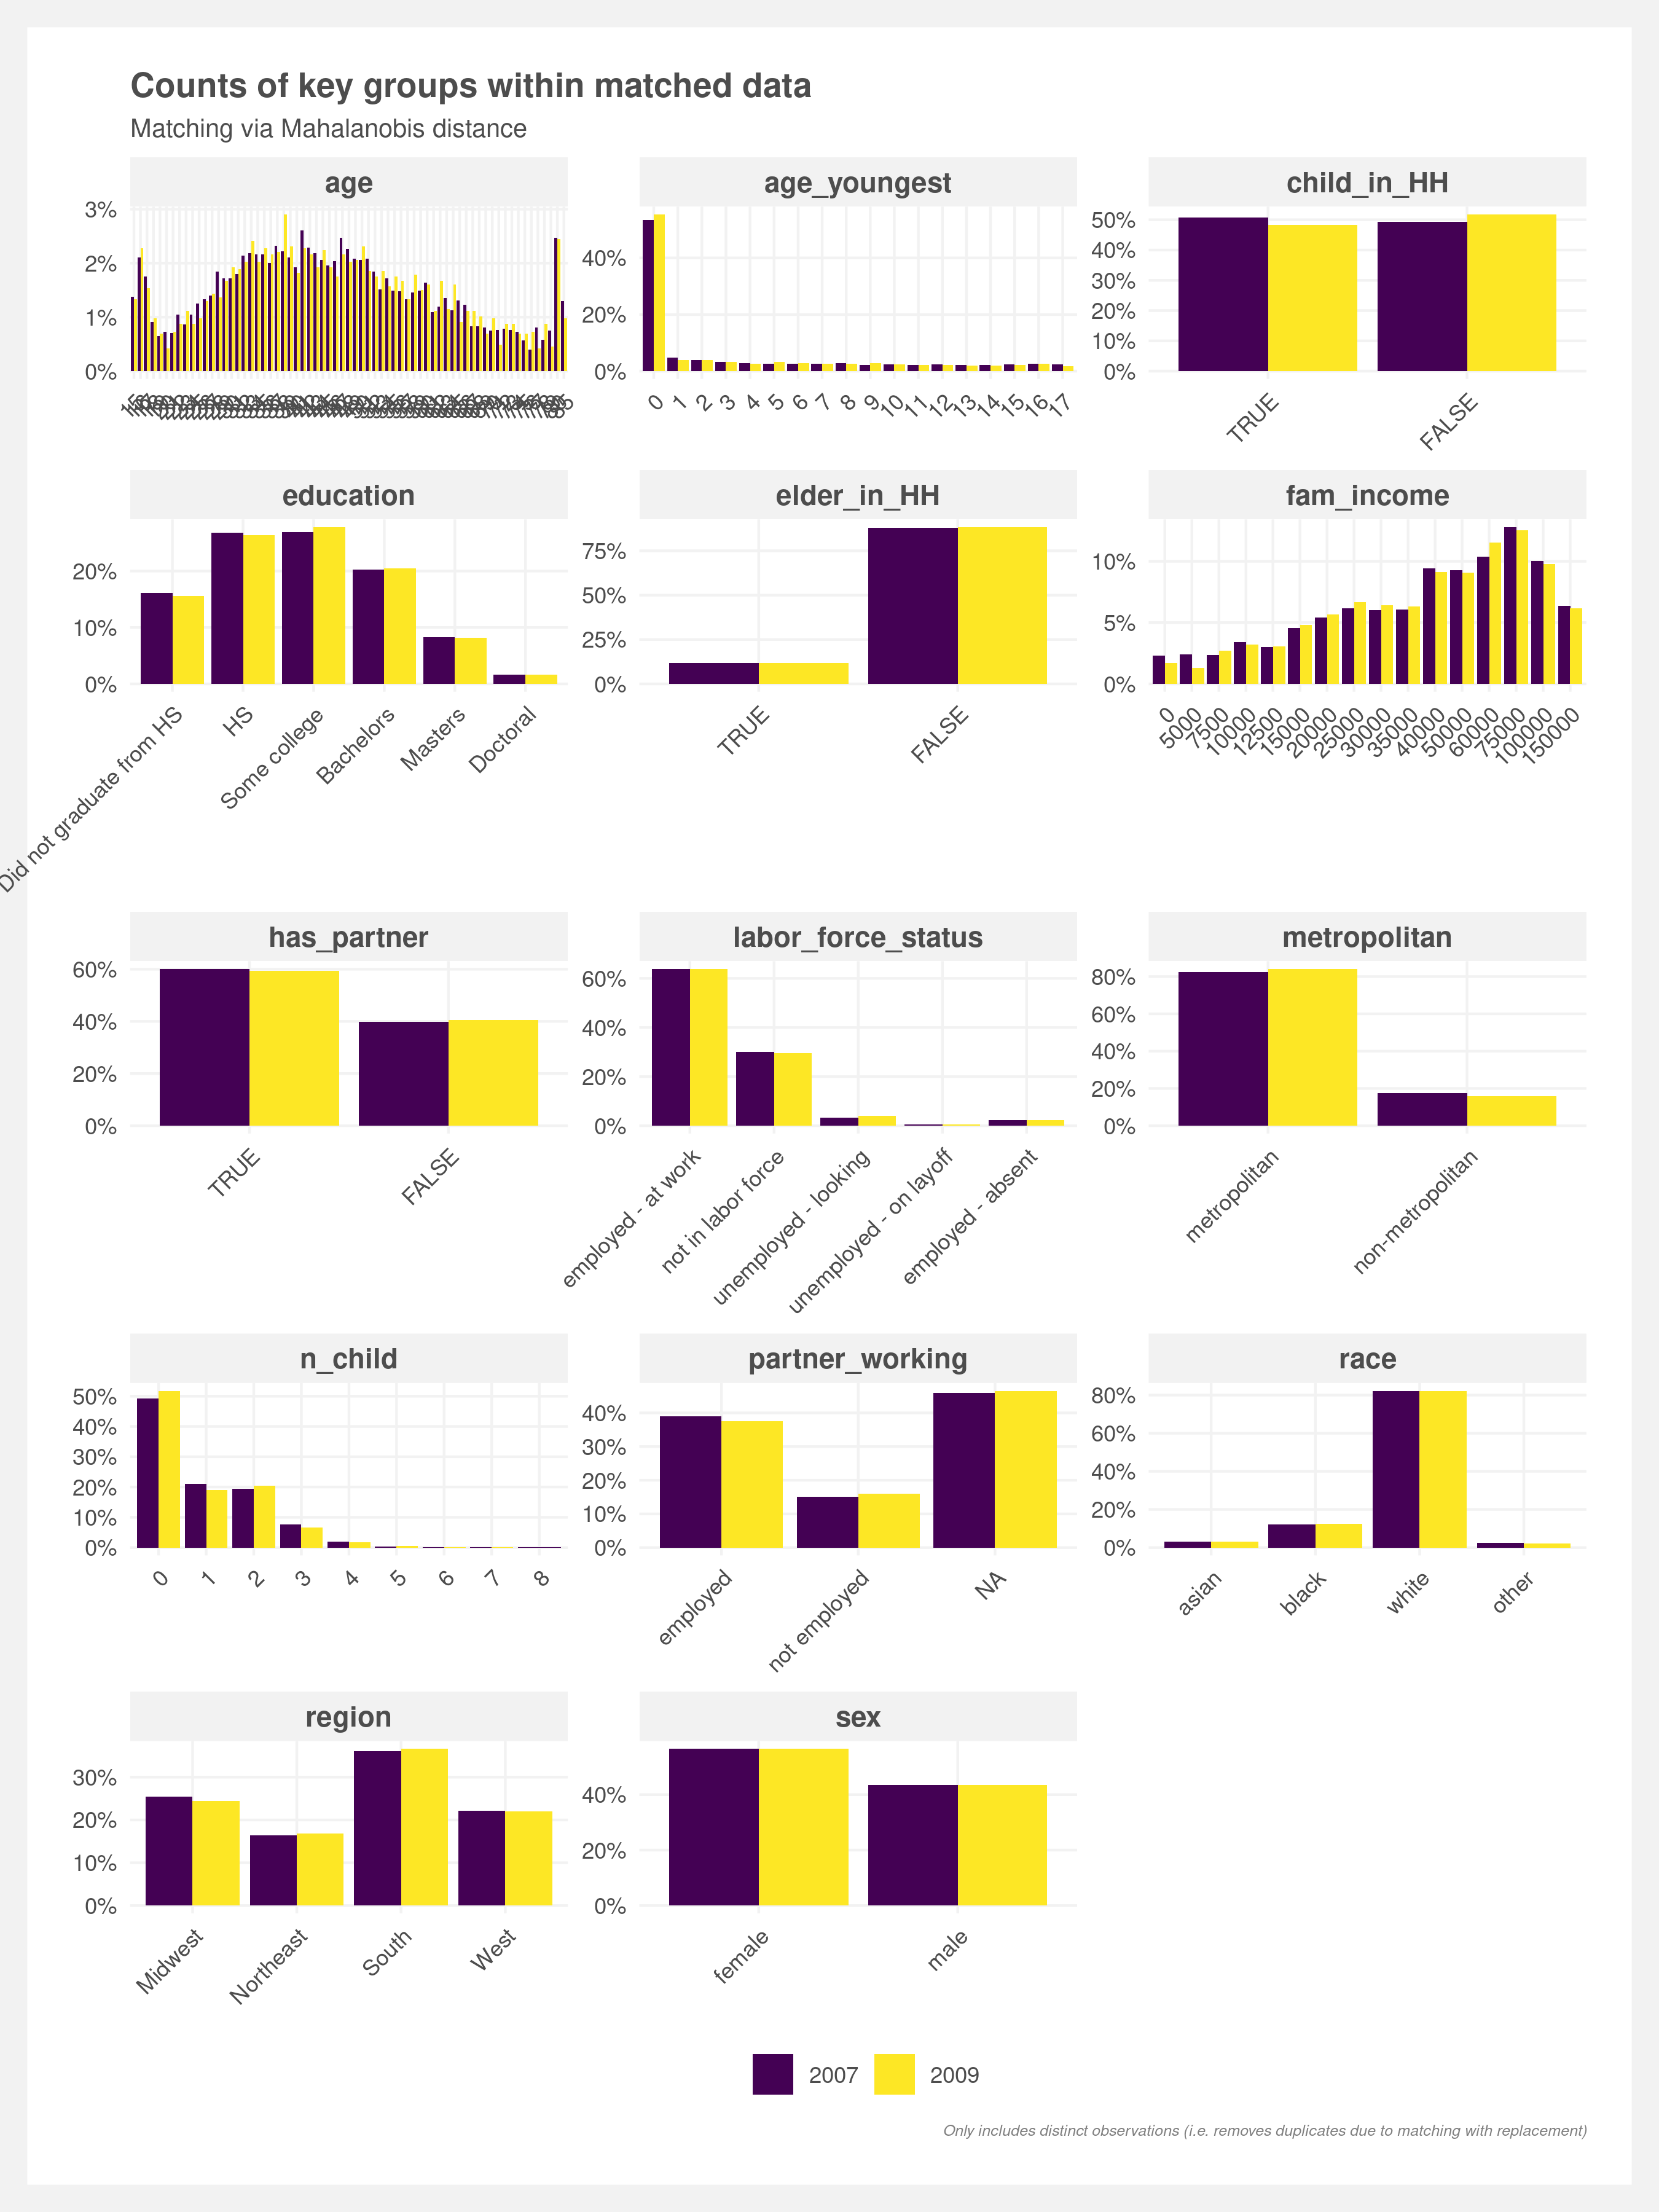 Counts of key groups within matched data
Matching via Mahalanobis distance
age
age_youngest
child_in_HH
3%
2%
1%
0%
40%
20%
0%
50%
40%
30%
20%
10%
0%
0 1 2 3 4 5 6 7 8 9 10 11 12 13 14 15 16 17
TRUE FALSE
education
elder_in_HH
fam_income
20%
10%
0%
75%
50%
25%
0%
10%
5%
0%
Did not graduate from HS
HS
Some college
Bachelors
Masters
Doctoral
TRUE FALSE
0 5000 7500 10000 12500 15000 20000 25000 30000 35000 40000 50000 60000 75000 100000 150000
has_partner
labor_force_status
metropolitan
60%
40%
20%
0%
60%
40%
20%
0%
80%
60%
40%
20%
0%
TRUE FALSE
employed - at work
not in labor force
unemployed - looking
unemployed - on layoff
employed - absent
metropolitan
non-metropolitan
n_child
partner_working
race
50%
40%
30%
20%
10%
0%
40%
30%
20%
10%
0%
80%
60%
40%
20%
0%
0 1 2 3 4 5 6 7 8
employed
not employed
NA
asian
black
white
other
region
sex
30%
20%
10%
0%
40%
20%
0%
Midwest
Northeast
South
West
female
male
2007 2009
Only includes distinct observations (i.e. removes duplicates due to matching with replacement)